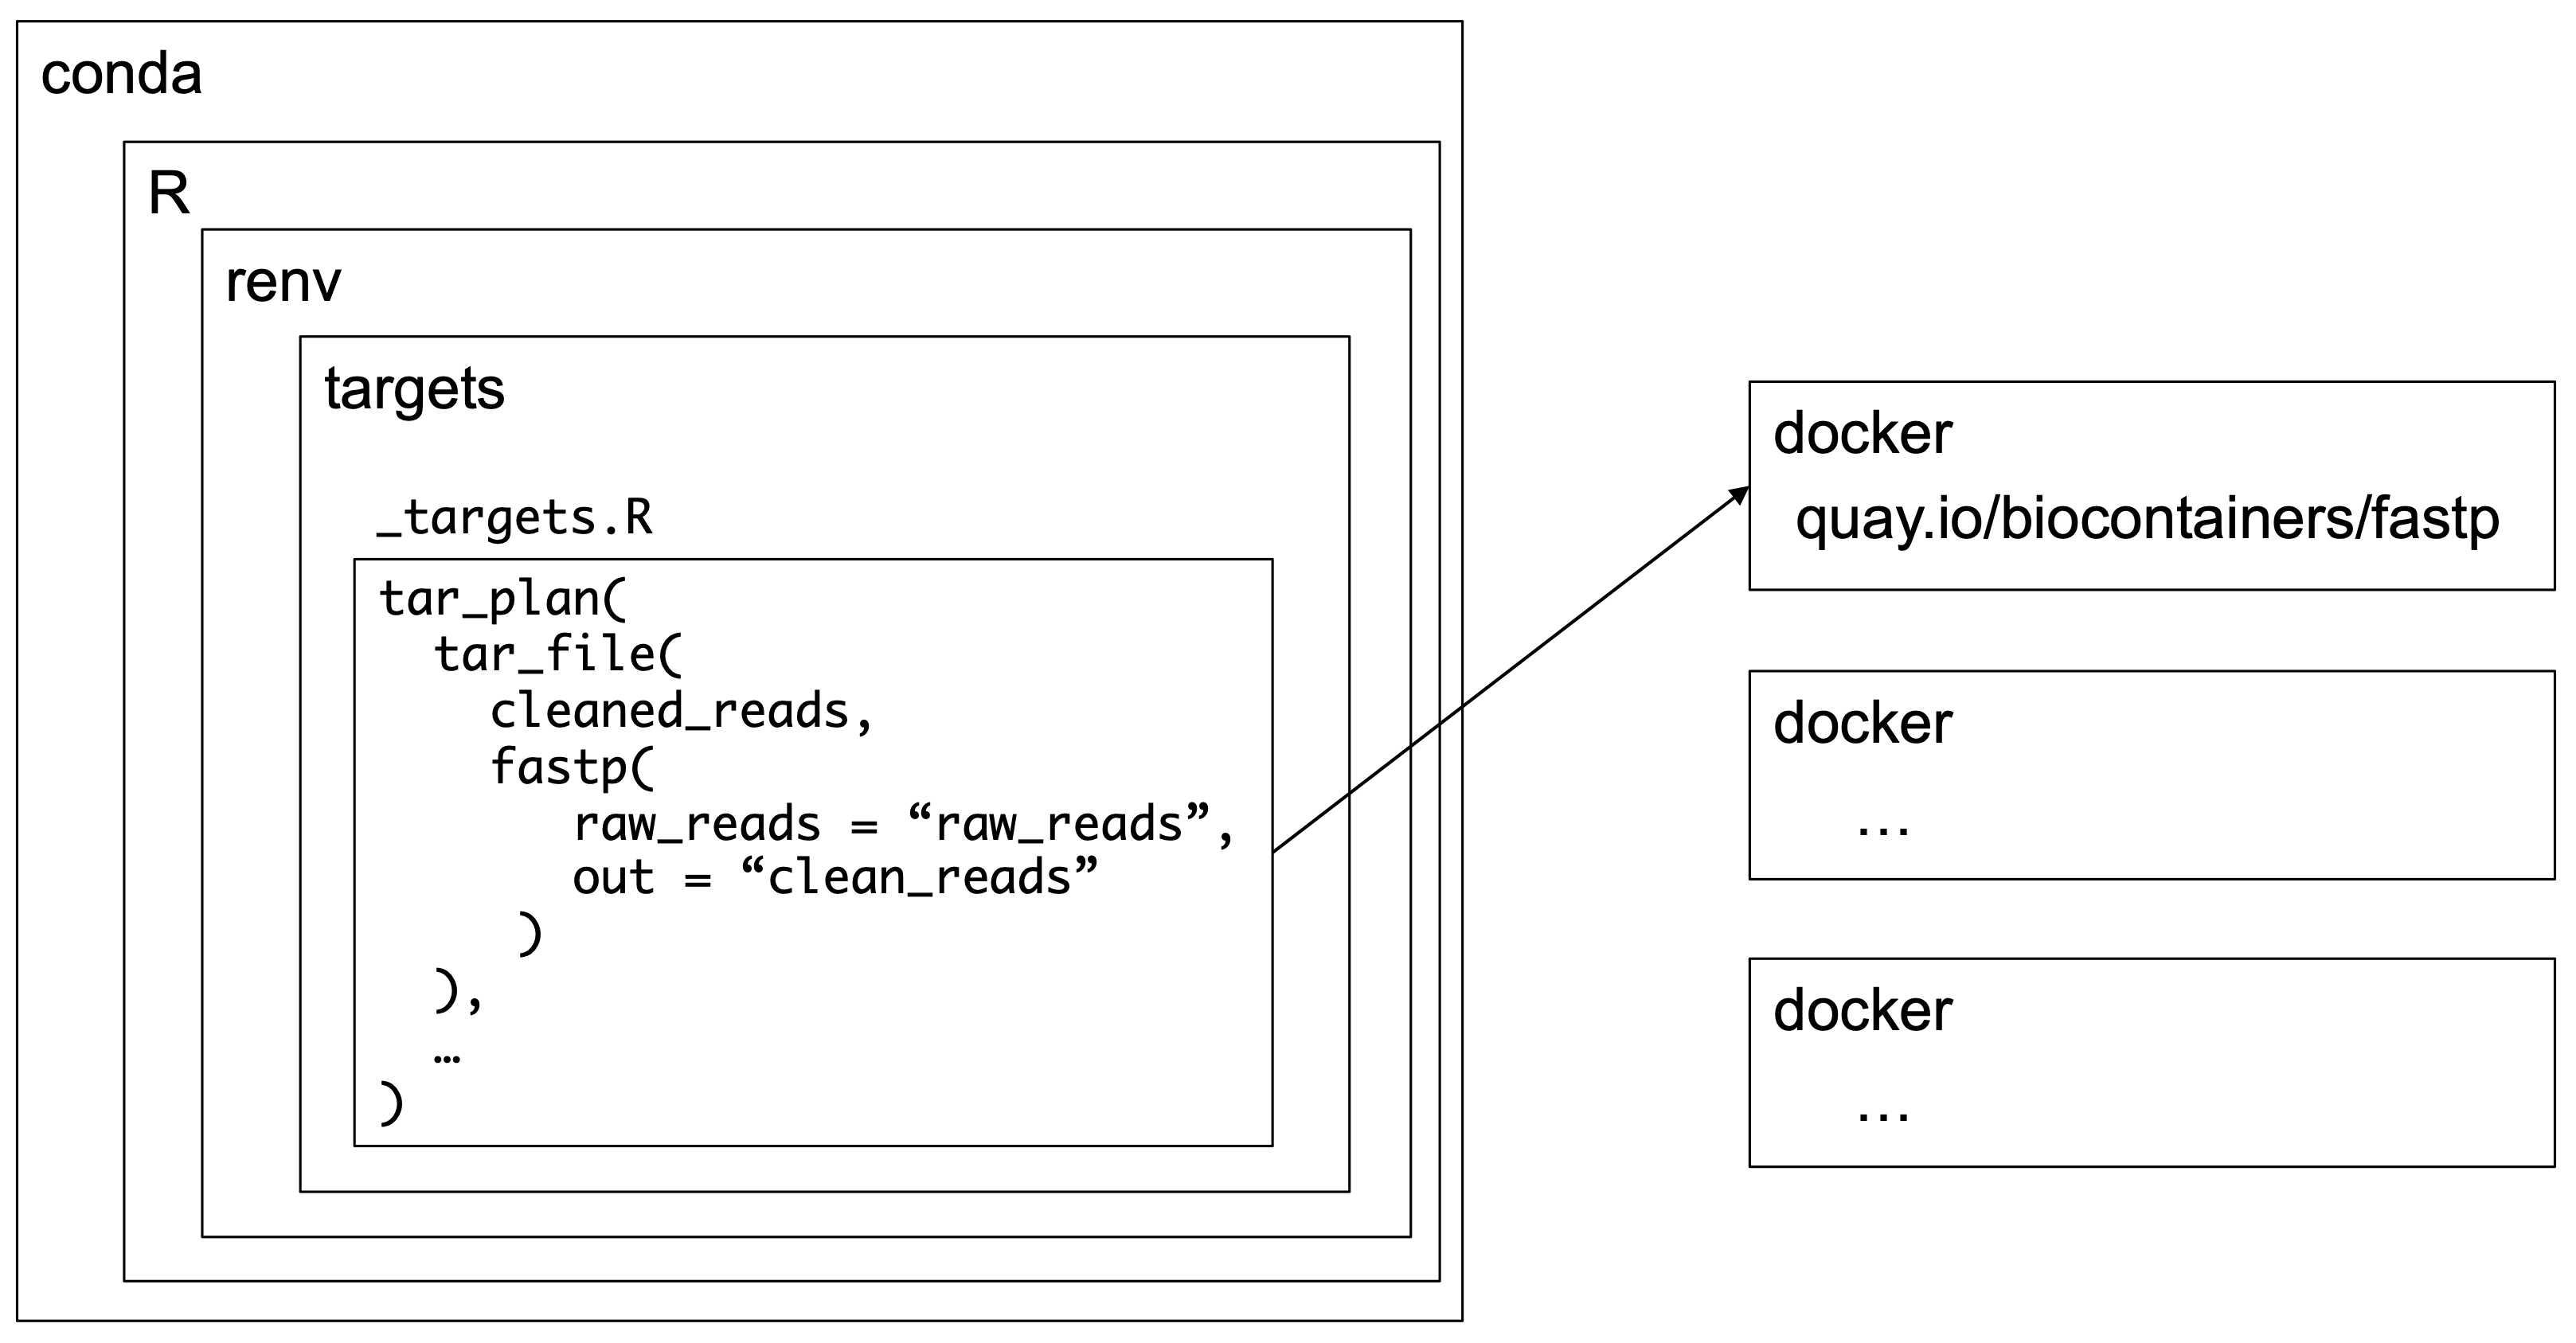 conda
R
renv
targets
_targets.R
tar_plan(
tar_file(
cleaned_reads,
fastp(
raw_reads = “raw_reads”,
out = “clean_reads”
)
),
…
)
docker
quay.io/biocontainers/fastp
docker
…
docker
…